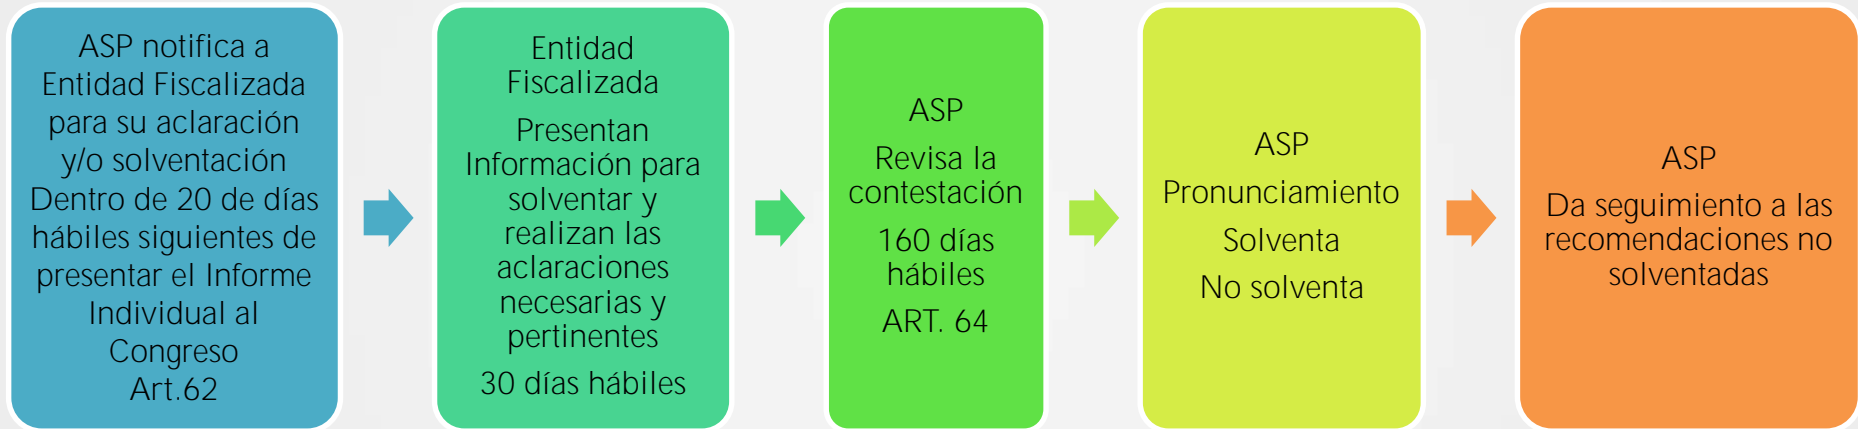 ASP notifica a
Entidad Fiscalizada
para su aclaración
y/o solventación
Dentro de 20 de días
hábiles siguientes de
presentar el Informe
Individual al
Congreso
Art.62
Entidad
Fiscalizada
Presentan
Información para
solventar y
realizan las
aclaraciones
necesarias y
pertinentes
30 días hábiles
ASP
Revisa la
contestación
160 días
hábiles
ART. 64
ASP
Pronunciamiento
Solventa
No solventa
ASP
Da seguimiento a las
recomendaciones no
solventadas